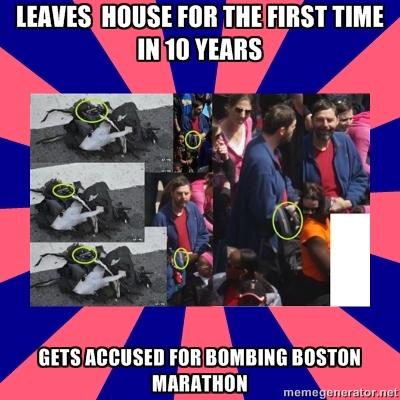 LEAVES HOUSE FOR THE FIRST TIME
IN 10 YEARS
GETS ACCUSED FOR BOMBING BOSTON
MARATHON
memegenerator.net